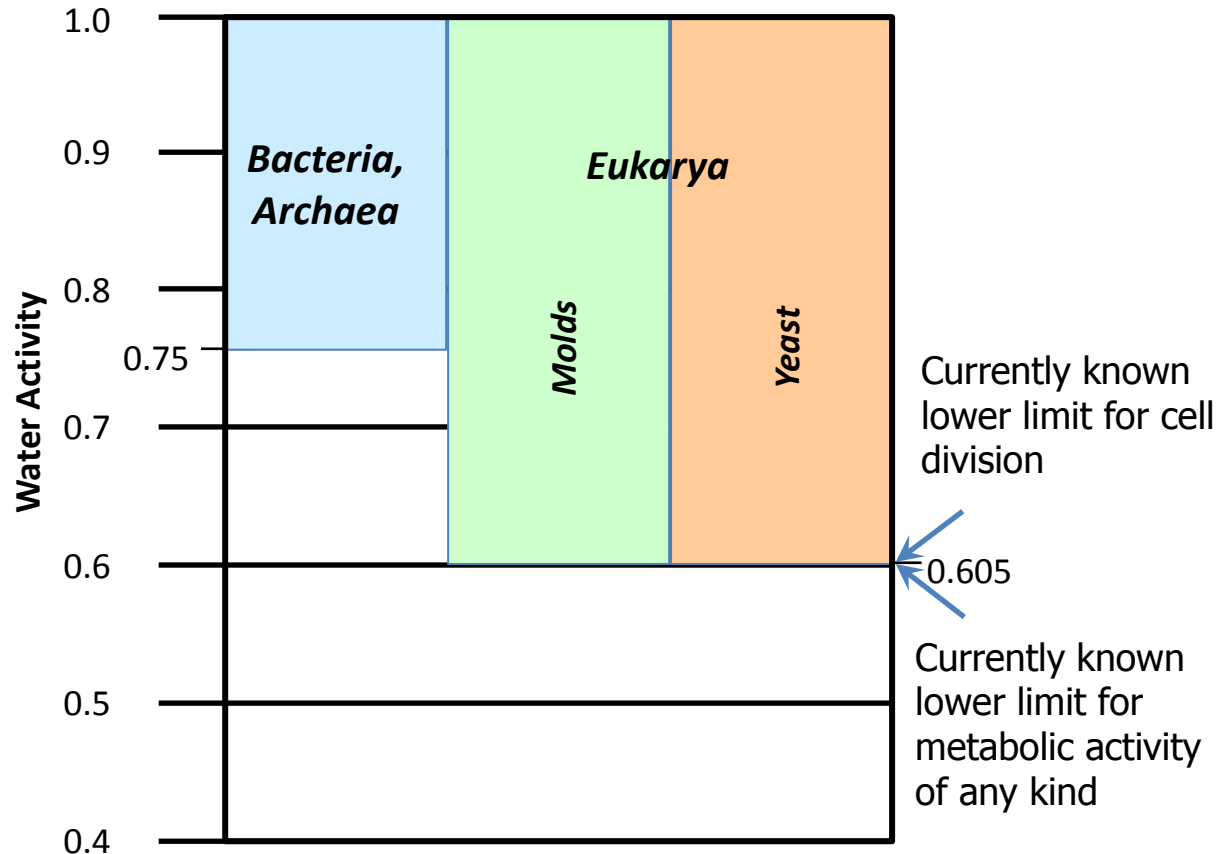 Water Activity
1.0
0.9
0.8
0.75
0.7
0.6
0.5
0.4
Bacteria,
Archaea
Eukarya
Molds
Yeast
Currently known
lower limit for cell
division
0.605
Currently known
lower limit for
metabolic activity
of any kind